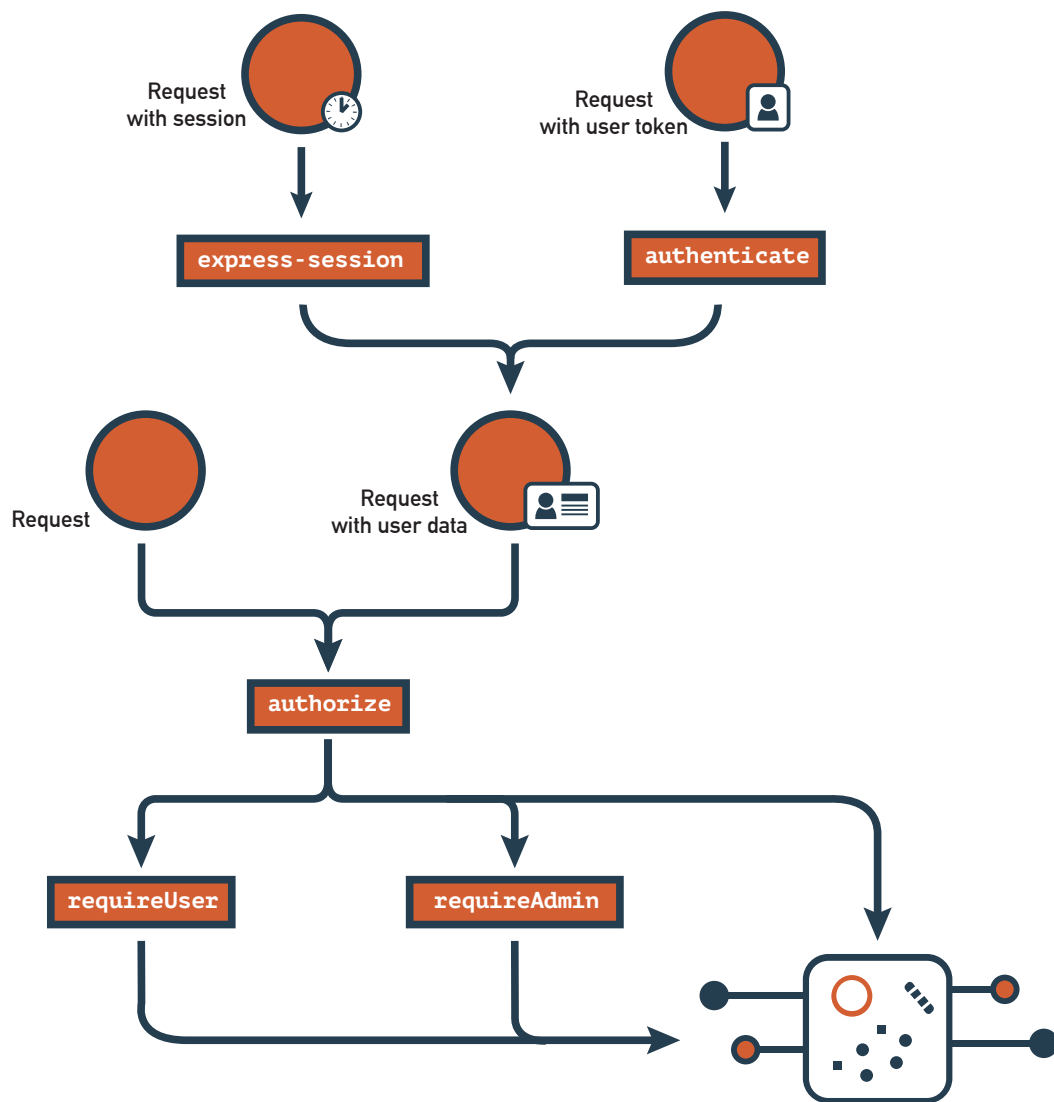 Request
with session
Request
with user token
express-session
authenticate
Request
Request
with user data
authorize
requireUser
requireAdmin